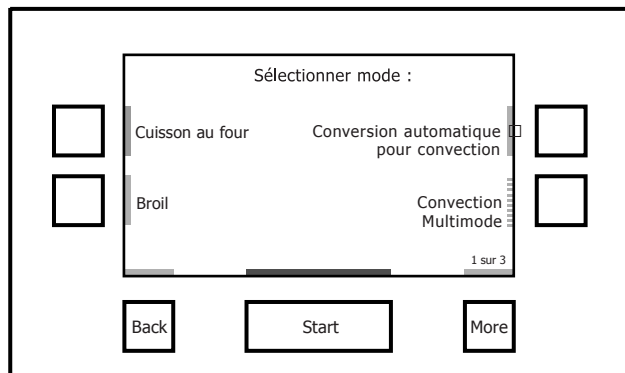 Sélectionner mode :
Cuisson au four
Conversion automatique
pour convection
Broil
Convection
Multimode
1 sur 3
Back
Start
More